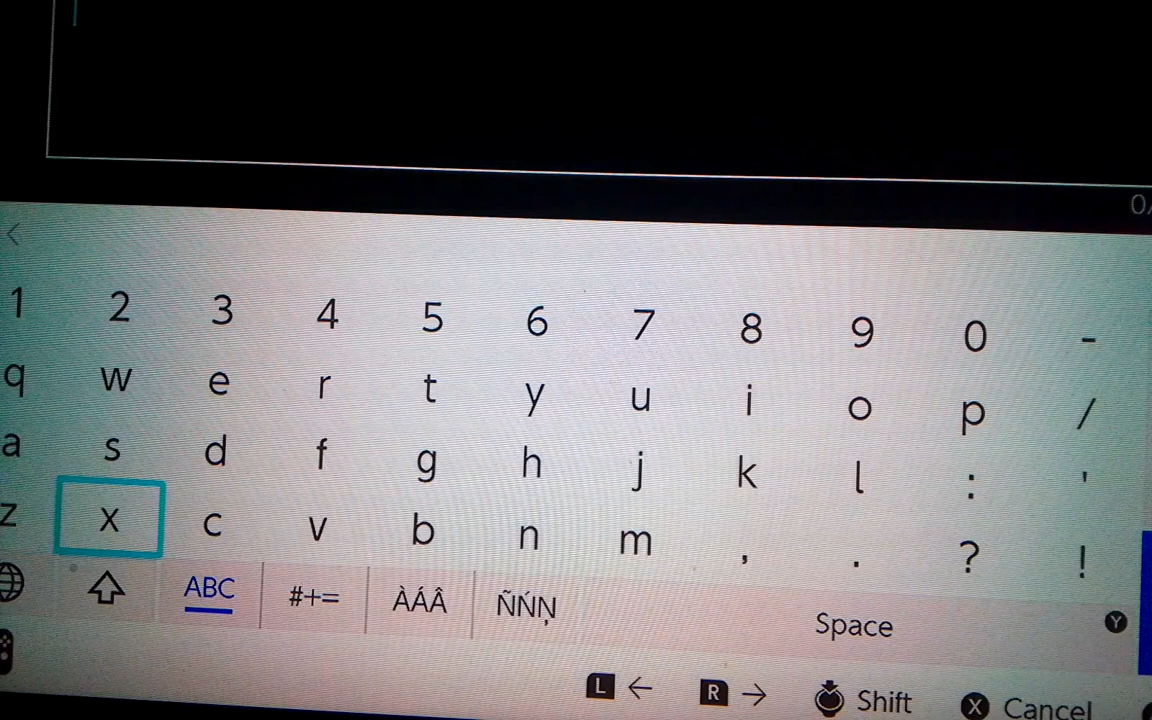 0/
1 2 3 4 5 6 7 8 9 0 -
q w e r t y u i o p /
a s d f g h j k l : '
z x c v b n m , . ? !
ABC #+= ÀÁÂ ÑŃŅ Space Y
L ← R → Shift X Cancel